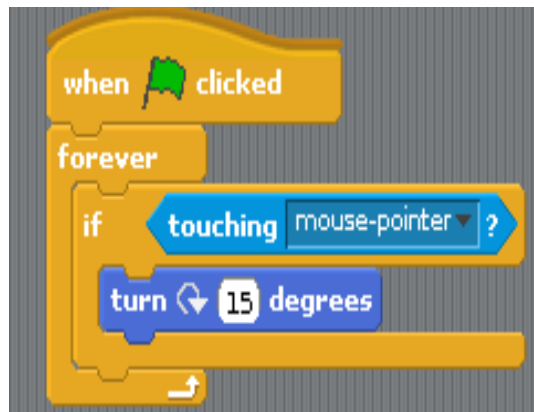 when clicked
forever
if touching mouse-pointer ?
turn 15 degrees